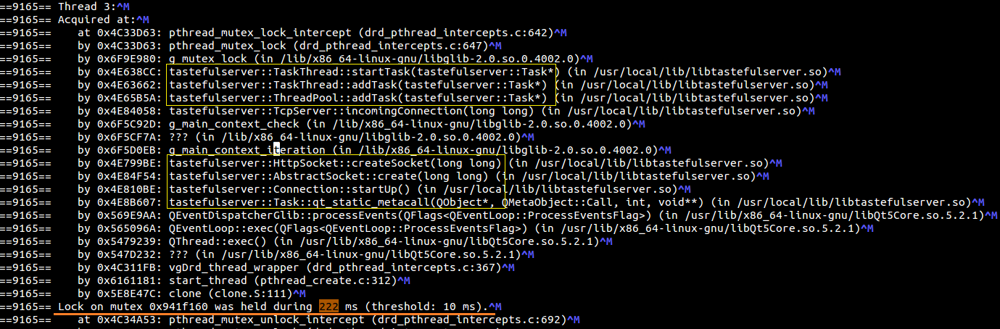 ==9165== Thread 3:^M
==9165== Acquired at:^M
==9165==    at 0x4C33D63: pthread_mutex_lock_intercept (drd_pthread_intercepts.c:642)^M
==9165==    by 0x4C33D63: pthread_mutex_lock (drd_pthread_intercepts.c:647)^M
==9165==    by 0x6F9E980: g_mutex_lock (in /lib/x86_64-linux-gnu/libglib-2.0.so.0.4002.0)^M
==9165==    by 0x4E638CC: tastefulserver::TaskThread::startTask(tastefulserver::Task*) (in /usr/local/lib/libtastefulserver.so)^M
==9165==    by 0x4E63662: tastefulserver::TaskThread::addTask(tastefulserver::Task*) (in /usr/local/lib/libtastefulserver.so)^M
==9165==    by 0x4E65B5A: tastefulserver::ThreadPool::addTask(tastefulserver::Task*) (in /usr/local/lib/libtastefulserver.so)^M
==9165==    by 0x4E84058: tastefulserver::TcpServer::incomingConnection(long long) (in /usr/local/lib/libtastefulserver.so)^M
==9165==    by 0x6F5C92D: g_main_context_check (in /lib/x86_64-linux-gnu/libglib-2.0.so.0.4002.0)^M
==9165==    by 0x6F5CF7A: ??? (in /lib/x86_64-linux-gnu/libglib-2.0.so.0.4002.0)^M
==9165==    by 0x6F5D0EB: g_main_context_iteration (in /lib/x86_64-linux-gnu/libglib-2.0.so.0.4002.0)^M
==9165==    by 0x4E799BE: tastefulserver::HttpSocket::createSocket(long long) (in /usr/local/lib/libtastefulserver.so)^M
==9165==    by 0x4E84F54: tastefulserver::AbstractSocket::create(long long) (in /usr/local/lib/libtastefulserver.so)^M
==9165==    by 0x4E810BE: tastefulserver::Connection::startUp() (in /usr/local/lib/libtastefulserver.so)^M
==9165==    by 0x4E8B607: tastefulserver::Task::qt_static_metacall(QObject*, QMetaObject::Call, int, void**) (in /usr/local/lib/libtastefulserver.so)^M
==9165==    by 0x569E9AA: QEventDispatcherGlib::processEvents(QFlags<QEventLoop::ProcessEventsFlag>) (in /usr/lib/x86_64-linux-gnu/libQt5Core.so.5.2.1)^M
==9165==    by 0x565096A: QEventLoop::exec(QFlags<QEventLoop::ProcessEventsFlag>) (in /usr/lib/x86_64-linux-gnu/libQt5Core.so.5.2.1)^M
==9165==    by 0x5479239: QThread::exec() (in /usr/lib/x86_64-linux-gnu/libQt5Core.so.5.2.1)^M
==9165==    by 0x547D232: ??? (in /usr/lib/x86_64-linux-gnu/libQt5Core.so.5.2.1)^M
==9165==    by 0x4C311FB: vgDrd_thread_wrapper (drd_pthread_intercepts.c:367)^M
==9165==    by 0x6161181: start_thread (pthread_create.c:312)^M
==9165==    by 0x5E8E47C: clone (clone.S:111)^M
==9165== Lock on mutex 0x941f160 was held during 222 ms (threshold: 10 ms).^M
==9165==    at 0x4C34A53: pthread_mutex_unlock_intercept (drd_pthread_intercepts.c:692)^M